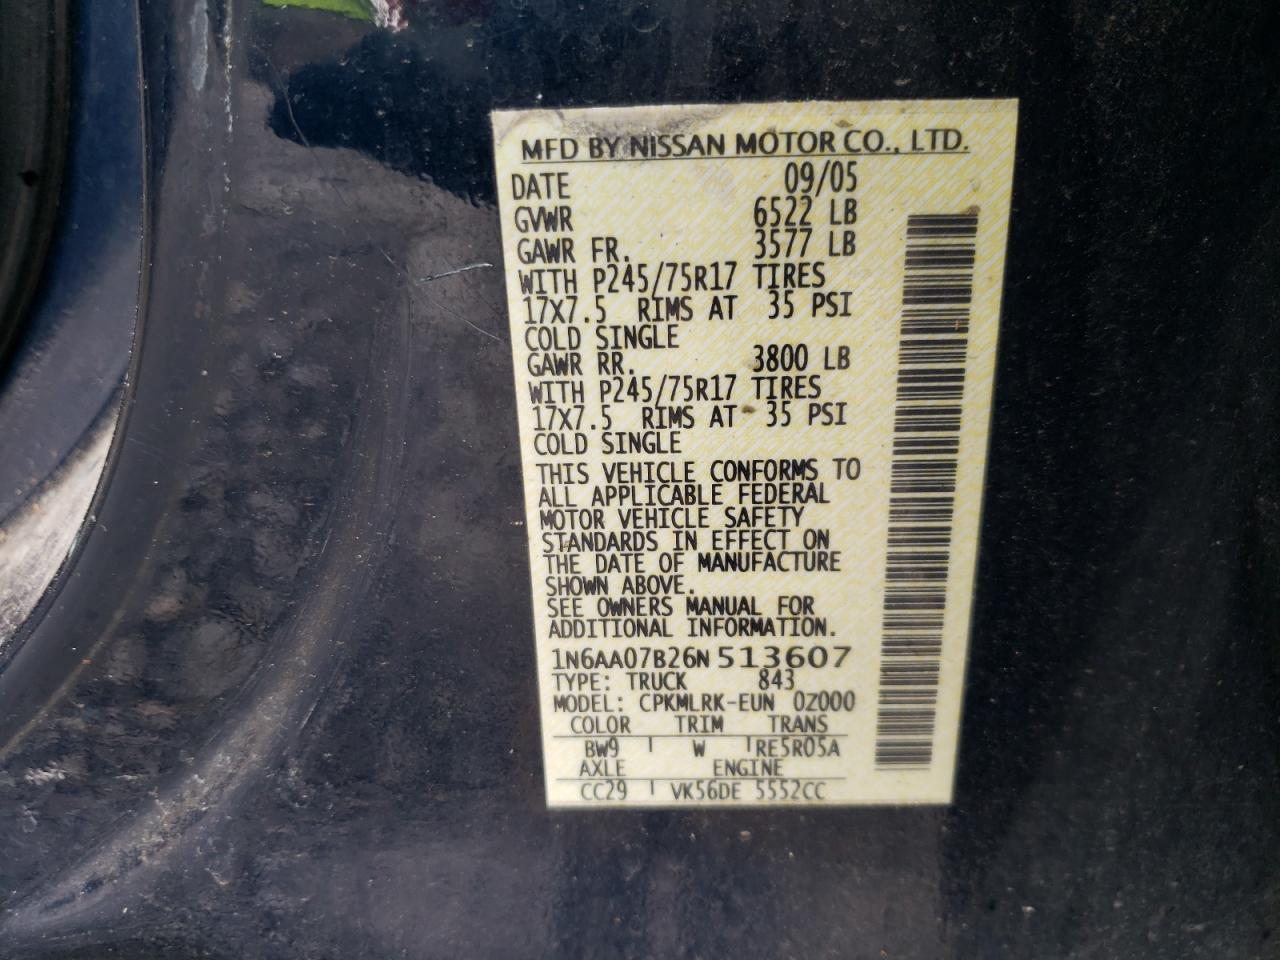 MFD BY NISSAN MOTOR CO., LTD.
DATE 09/05
GVWR 6522 LB
GAWR FR. 3577 LB
WITH P245/75R17 TIRES
17X7.5 RIMS AT 35 PSI
COLD SINGLE
GAWR RR. 3800 LB
WITH P245/75R17 TIRES
17X7.5 RIMS AT 35 PSI
COLD SINGLE
THIS VEHICLE CONFORMS TO
ALL APPLICABLE FEDERAL
MOTOR VEHICLE SAFETY
STANDARDS IN EFFECT ON
THE DATE OF MANUFACTURE
SHOWN ABOVE.
SEE OWNERS MANUAL FOR
ADDITIONAL INFORMATION.
1N6AA07B26N513607
TYPE: TRUCK 843
MODEL: CPKMLRK-EUN 0Z000
COLOR TRIM TRANS
BW9 W RE5R05A
AXLE ENGINE
CC29 VK56DE 5552CC